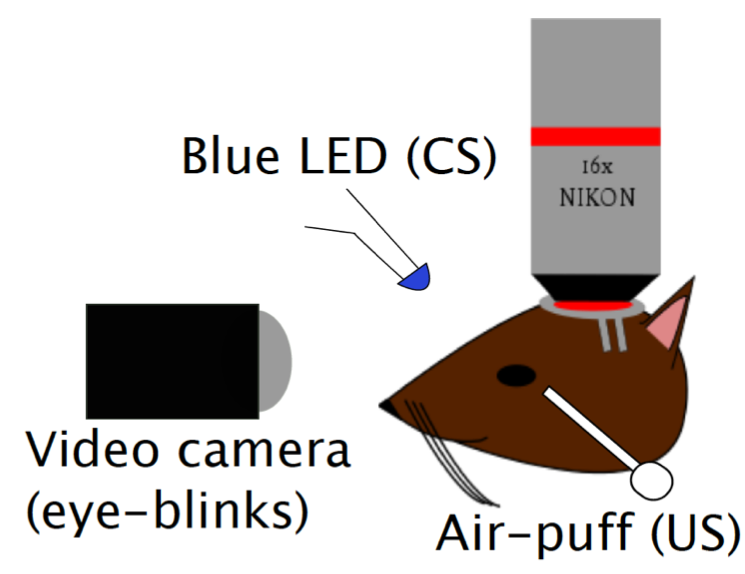 Blue LED (CS)
16x
NIKON
Video camera
(eye-blinks)
Air-puff (US)